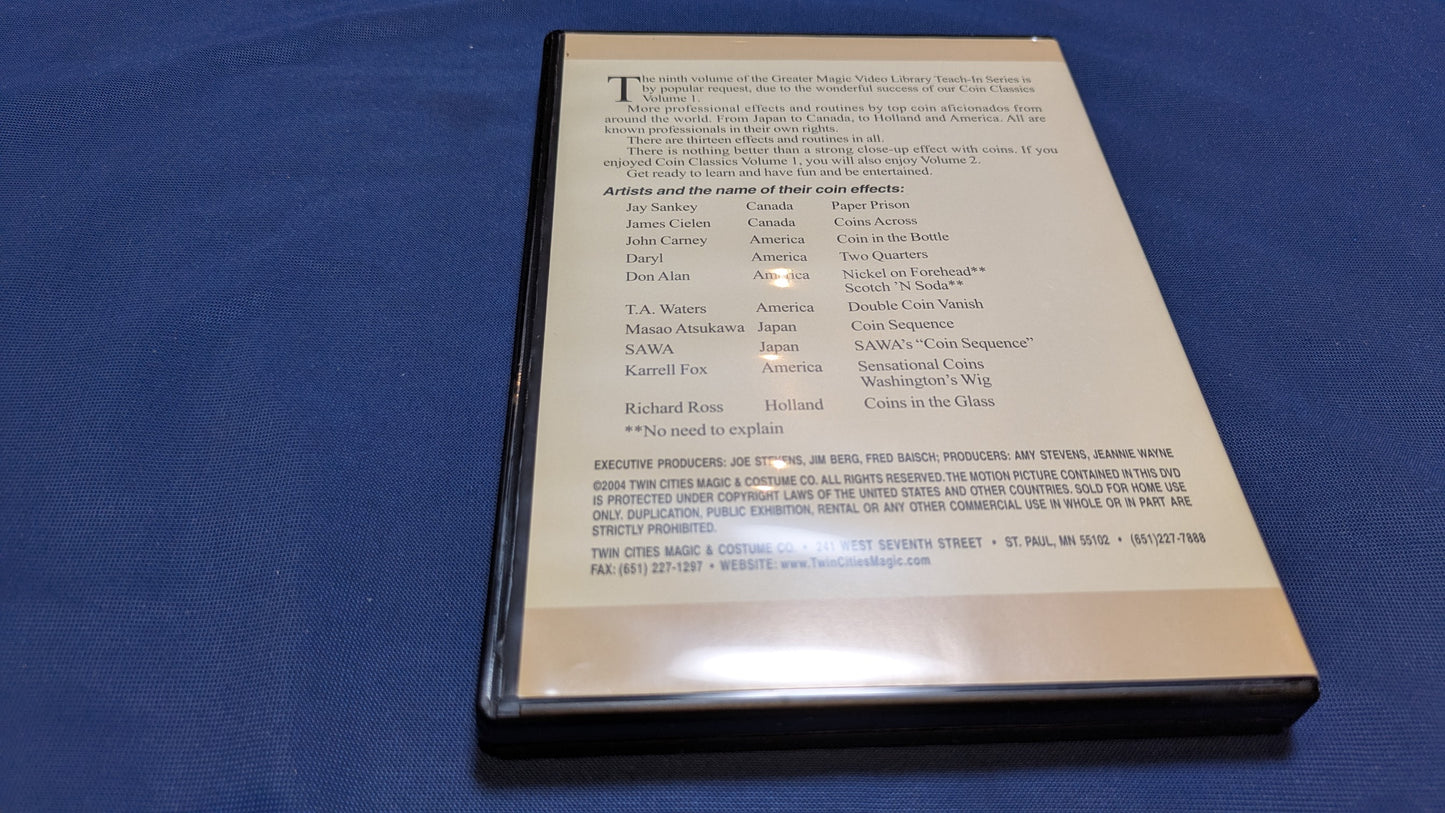 The ninth volume of the Greater Magic Video Library Teach-In Series is
by popular request, due to the wonderful success of our Coin Classics
Volume 1.
More professional effects and routines by top coin aficionados from
around the world. From Japan to Canada, to Holland and America. All are
known professionals in their own rights.
There are thirteen effects and routines in all.
There is nothing better than a strong close-up effect with coins. If you
enjoyed Coin Classics Volume 1, you will also enjoy Volume 2.
Get ready to learn and have fun and be entertained.
Artists and the name of their coin effects:
Jay Sankey Canada Paper Prison
James Cielen Canada Coins Across
John Carney America Coin in the Bottle
Daryl America Two Quarters
Don Alan America Nickel on Forehead**
Scotch 'N Soda**
T.A. Waters America Double Coin Vanish
Masao Atsukawa Japan Coin Sequence
SAWA Japan SAWA's “Coin Sequence”
Karrell Fox America Sensational Coins
Washington's Wig
Richard Ross Holland Coins in the Glass
**No need to explain
EXECUTIVE PRODUCERS: JOE STEVENS, JIM BERG, FRED BAISCH; PRODUCERS: AMY STEVENS, JEANNIE WAYNE
©2004 TWIN CITIES MAGIC & COSTUME CO. ALL RIGHTS RESERVED. THE MOTION PICTURE CONTAINED IN THIS DVD
IS PROTECTED UNDER COPYRIGHT LAWS OF THE UNITED STATES AND OTHER COUNTRIES. SOLD FOR HOME USE
ONLY. DUPLICATION, PUBLIC EXHIBITION, RENTAL OR ANY OTHER COMMERCIAL USE IN WHOLE OR IN PART ARE
STRICTLY PROHIBITED.
TWIN CITIES MAGIC & COSTUME CO. • 241 WEST SEVENTH STREET • ST. PAUL, MN 55102 • (651)227-7888
FAX: (651) 227-1297 • WEBSITE: www.TwinCitiesMagic.com